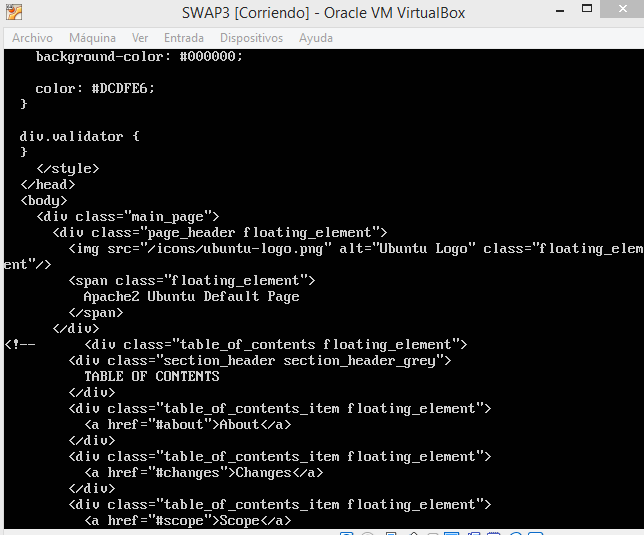 SWAP3 [Corriendo] - Oracle VM VirtualBox
Archivo Máquina Ver Entrada Dispositivos Ayuda
background-color: #000000;
color: #DCDFE6;
}
div.validator {
}
</style>
</head>
<body>
<div class="main_page">
<div class="page_header floating_element">
<img src="/icons/ubuntu-logo.png" alt="Ubuntu Logo" class="floating_elem
ent"/>
<span class="floating_element">
Apache2 Ubuntu Default Page
</span>
</div>
<!-- <div class="table_of_contents floating_element">
<div class="section_header section_header_grey">
TABLE OF CONTENTS
</div>
<div class="table_of_contents_item floating_element">
<a href="#about">About</a>
</div>
<div class="table_of_contents_item floating_element">
<a href="#changes">Changes</a>
</div>
<div class="table_of_contents_item floating_element">
<a href="#scope">Scope</a>